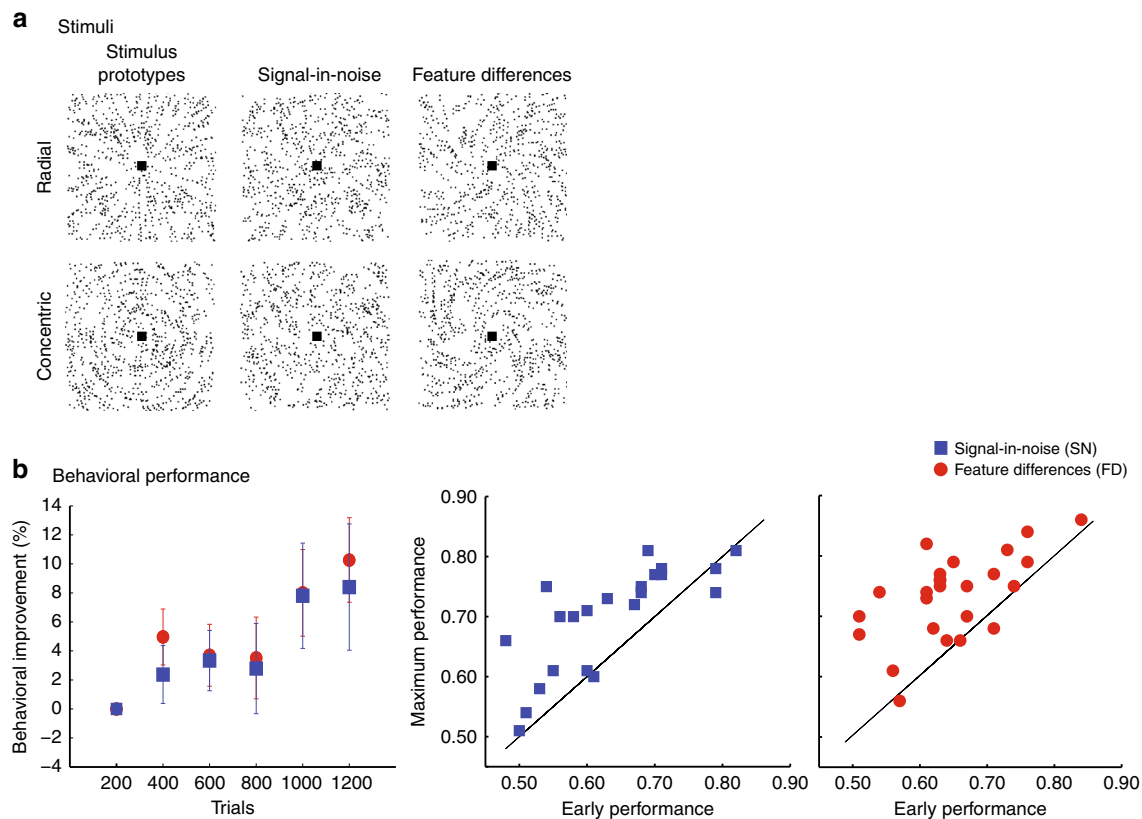 a
Stimuli
Stimulus
prototypes
Signal-in-noise
Feature differences
Radial
Concentric
b
Behavioral performance
Signal-in-noise (SN)
Feature differences (FD)
Behavioral improvement (%)
14
12
10
8
6
4
2
0
−2
−4
200 400 600 800 1000 1200
Trials
Maximum performance
0.90
0.80
0.70
0.60
0.50
0.50 0.60 0.70 0.80 0.90
Early performance
0.50 0.60 0.70 0.80 0.90
Early performance